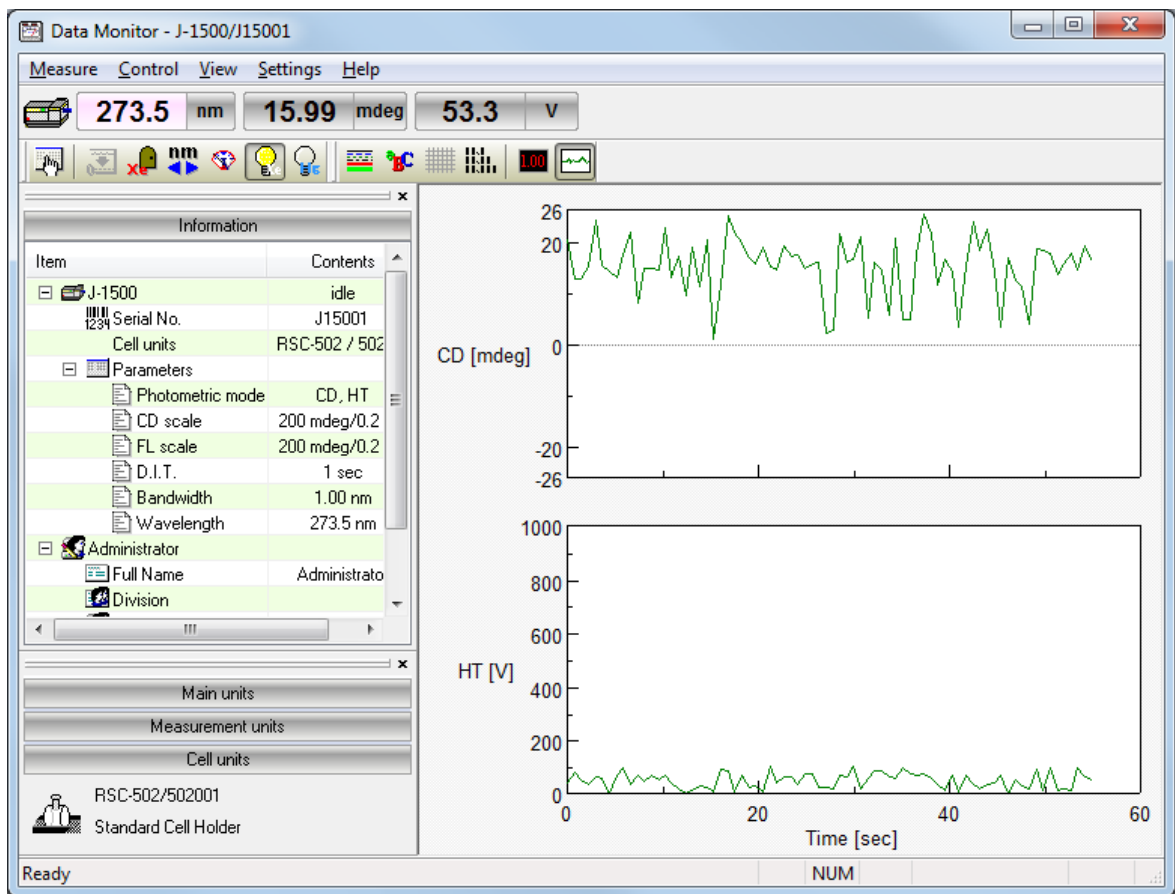 Data Monitor - J-1500/J15001
Measure Control View Settings Help
273.5 nm 15.99 mdeg 53.3 V
xe nm 1.00
Information
Item Contents
J-1500 idle
1234 Serial No. J15001
Cell units RSC-502 / 502
Parameters
Photometric mode CD, HT
CD scale 200 mdeg/0.2
FL scale 200 mdeg/0.2
D.I.T. 1 sec
Bandwidth 1.00 nm
Wavelength 273.5 nm
Administrator
Full Name Administrato
Division
Main units
Measurement units
Cell units
RSC-502/502001
Standard Cell Holder
26
20
CD [mdeg]
0
-20
-26
1000
800
600
HT [V]
400
200
0
0 20 40 60
Time [sec]
Ready NUM